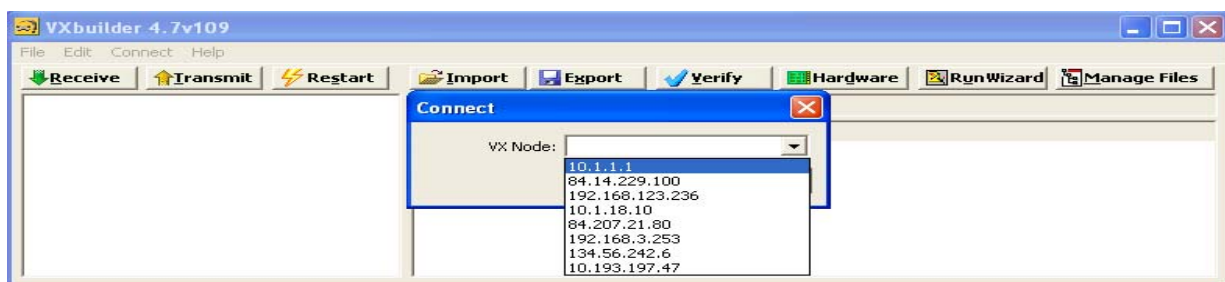 VXbuilder 4.7v109
File Edit Connect Help
Receive Transmit Restart Import Export Verify Hardware RunWizard Manage Files
Connect
VX Node:
10.1.1.1
84.14.229.100
192.168.123.236
10.1.18.10
84.207.21.80
192.168.3.253
134.56.242.6
10.193.197.47